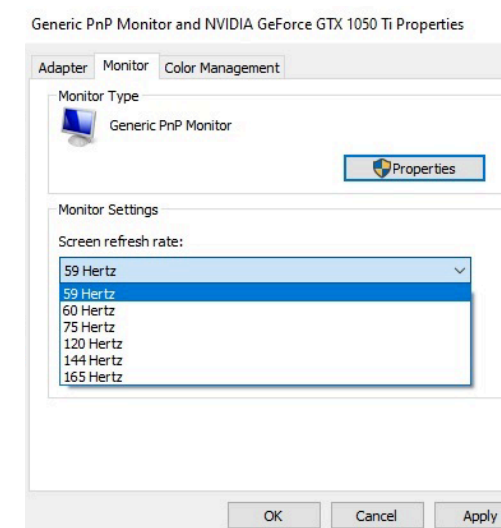 Generic PnP Monitor and NVIDIA GeForce GTX 1050 Ti Properties
Adapter Monitor Color Management
Monitor Type
Generic PnP Monitor
Properties
Monitor Settings
Screen refresh rate:
59 Hertz
59 Hertz
60 Hertz
75 Hertz
120 Hertz
144 Hertz
165 Hertz
OK Cancel Apply